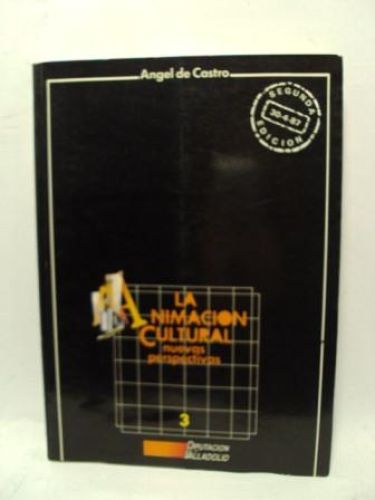 Angel de Castro
SEGUNDA
30-4-87
EDICION
LA
ANIMACION
CULTURAL
nuevas
perspectivas
3
DIPUTACION
VALLADOLID